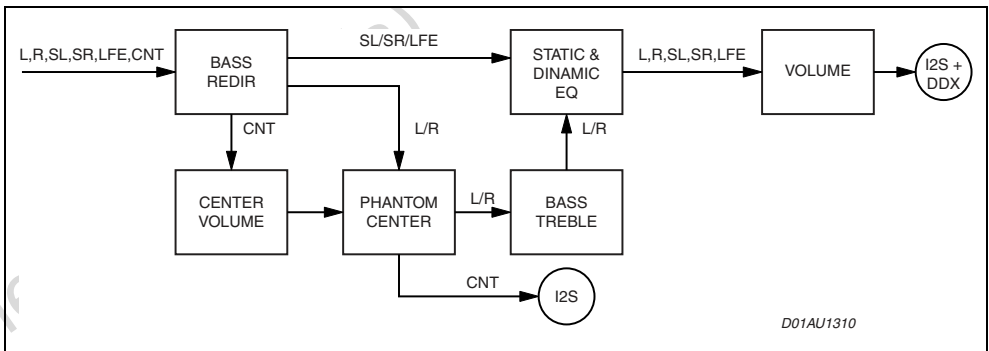 L,R,SL,SR,LFE,CNT
BASS
REDIR
SL/SR/LFE
STATIC &
DINAMIC
EQ
L,R,SL,SR,LFE
VOLUME
I2S +
DDX
CNT
L/R
L/R
CENTER
VOLUME
PHANTOM
CENTER
L/R
BASS
TREBLE
CNT
I2S
D01AU1310